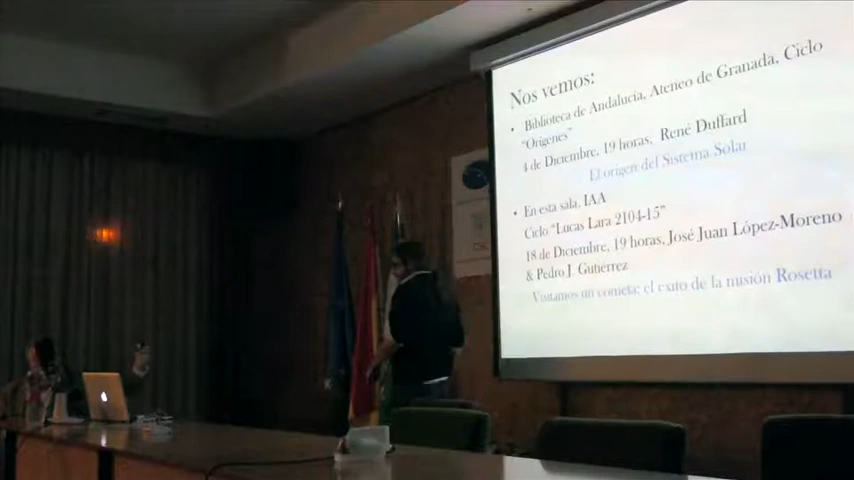 Nos vemos:
• Biblioteca de Andalucía, Ateneo de Granada, Ciclo
“Orígenes”
4 de Diciembre, 19 horas, René Duffard
El origen del Sistema Solar
• En esta sala, IAA
Ciclo “Lucas Lara 2104-15”
18 de Diciembre, 19 horas, José Juan López-Moreno
& Pedro J. Gutiérrez
Visitamos un cometa: el éxito de la misión Rosetta